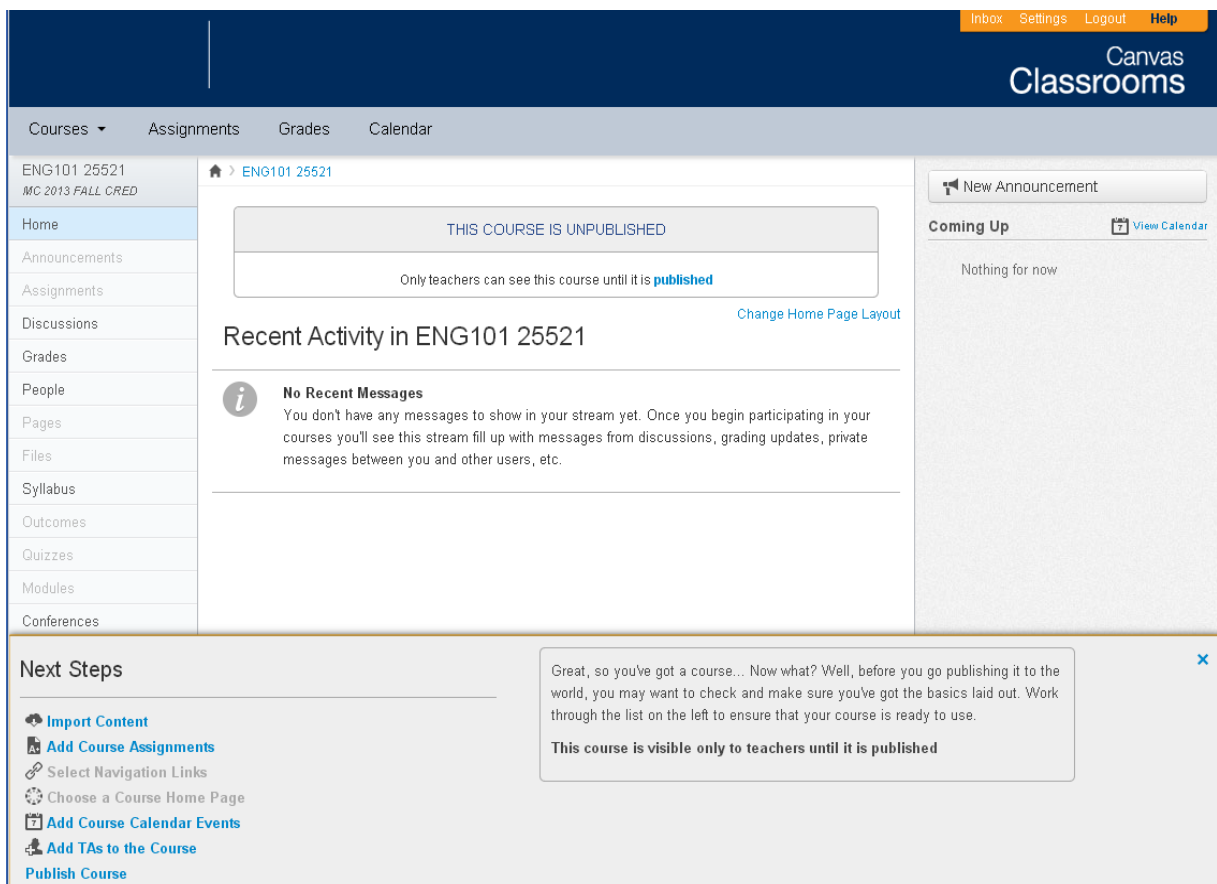 Inbox Settings Logout Help
Canvas
Classrooms
Courses Assignments Grades Calendar
ENG101 25521
MC 2013 FALL CRED
Home
Announcements
Assignments
Discussions
Grades
People
Pages
Files
Syllabus
Outcomes
Quizzes
Modules
Conferences
ENG101 25521
THIS COURSE IS UNPUBLISHED
Only teachers can see this course until it is published
Change Home Page Layout
Recent Activity in ENG101 25521
No Recent Messages
You don't have any messages to show in your stream yet. Once you begin participating in your
courses you'll see this stream fill up with messages from discussions, grading updates, private
messages between you and other users, etc.
New Announcement
Coming Up
7 View Calendar
Nothing for now
Next Steps
Import Content
Add Course Assignments
Select Navigation Links
Choose a Course Home Page
7 Add Course Calendar Events
Add TAs to the Course
Publish Course
Great, so you've got a course... Now what? Well, before you go publishing it to the
world, you may want to check and make sure you've got the basics laid out. Work
through the list on the left to ensure that your course is ready to use.
This course is visible only to teachers until it is published